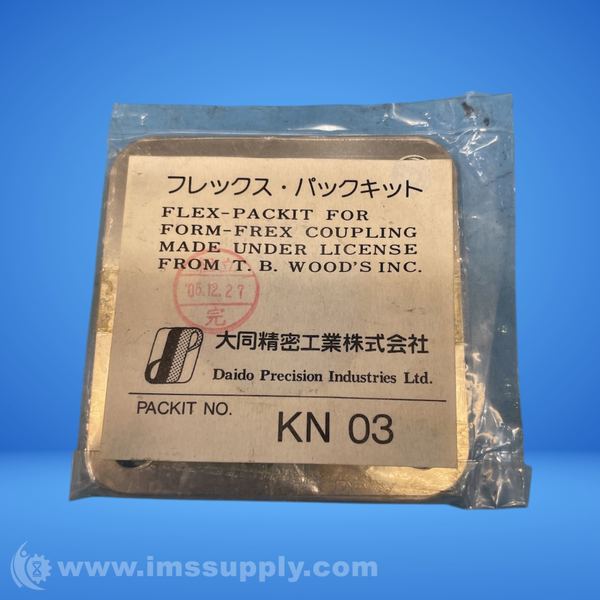 フレックス・パックキット
FLEX-PACKIT FOR
FORM-FREX COUPLING
MADE UNDER LICENSE
FROM T. B. WOOD'S INC.
'05.12.27
完
大同精密工業株式会社
Daido Precision Industries Ltd.
PACKIT NO. KN 03
www.imssupply.com